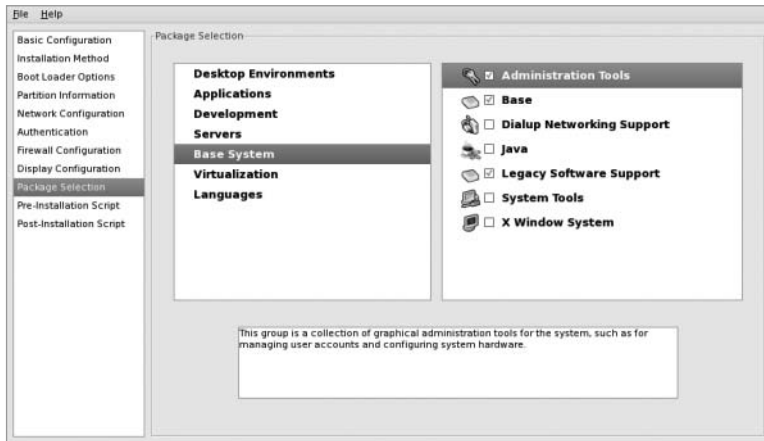 File Help
Basic Configuration
Installation Method
Boot Loader Options
Partition Information
Network Configuration
Authentication
Firewall Configuration
Display Configuration
Package Selection
Pre-Installation Script
Post-Installation Script
Package Selection
Desktop Environments
Applications
Development
Servers
Base System
Virtualization
Languages
Administration Tools
Base
Dialup Networking Support
Java
Legacy Software Support
System Tools
X Window System
This group is a collection of graphical administration tools for the system, such as for
managing user accounts and configuring system hardware.